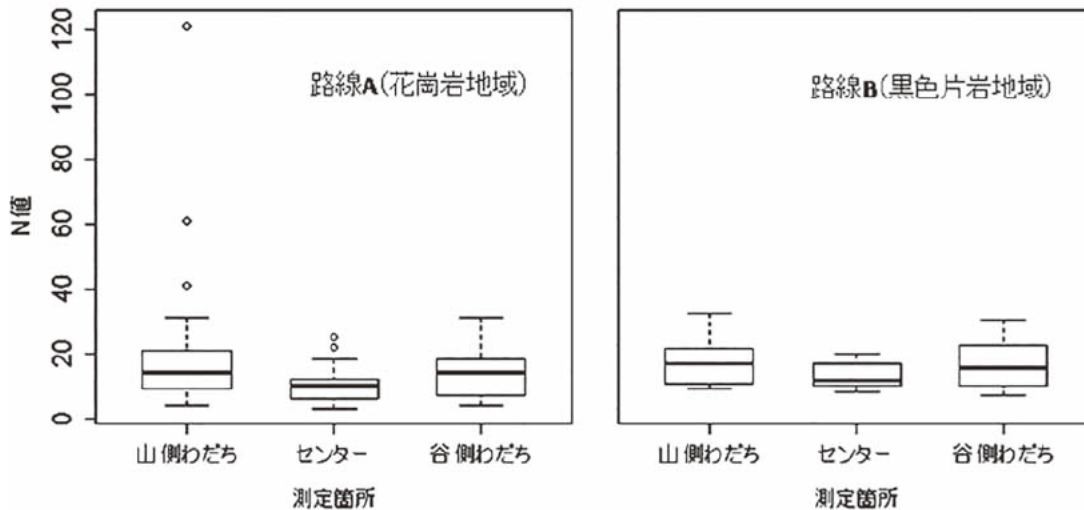 路線A(花崗岩地域)
路線B(黒色片岩地域)
N値
120
100
80
60
40
20
0
山側わだち
センター
谷側わだち
測定箇所
山側わだち
センター
谷側わだち
測定箇所